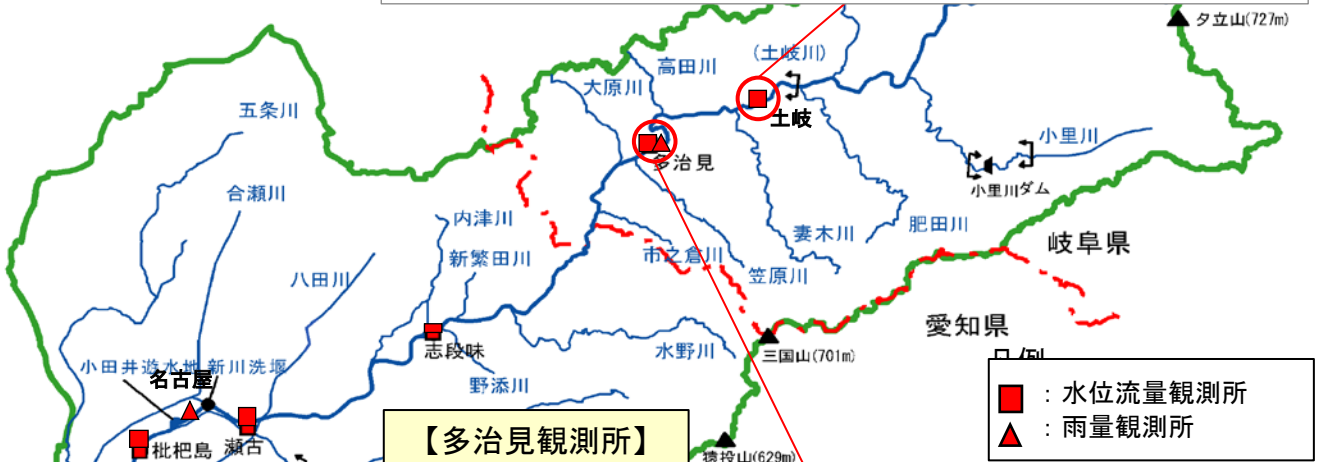 夕立山(727m)
(土岐川)
高田川
大原川
五条川
土岐
小里川
多治見
小里川ダム
合瀬川
内津川
妻木川
肥田川
岐阜県
市之倉川
新繁田川
笠原川
八田川
愛知県
志段味
水野川
三国山(701m)
凡例
小田井遊水地
新川洗堰
名古屋
野添川
:水位流量観測所
:雨量観測所
枇杷島
瀬古
【多治見観測所】
猿投山(629m)